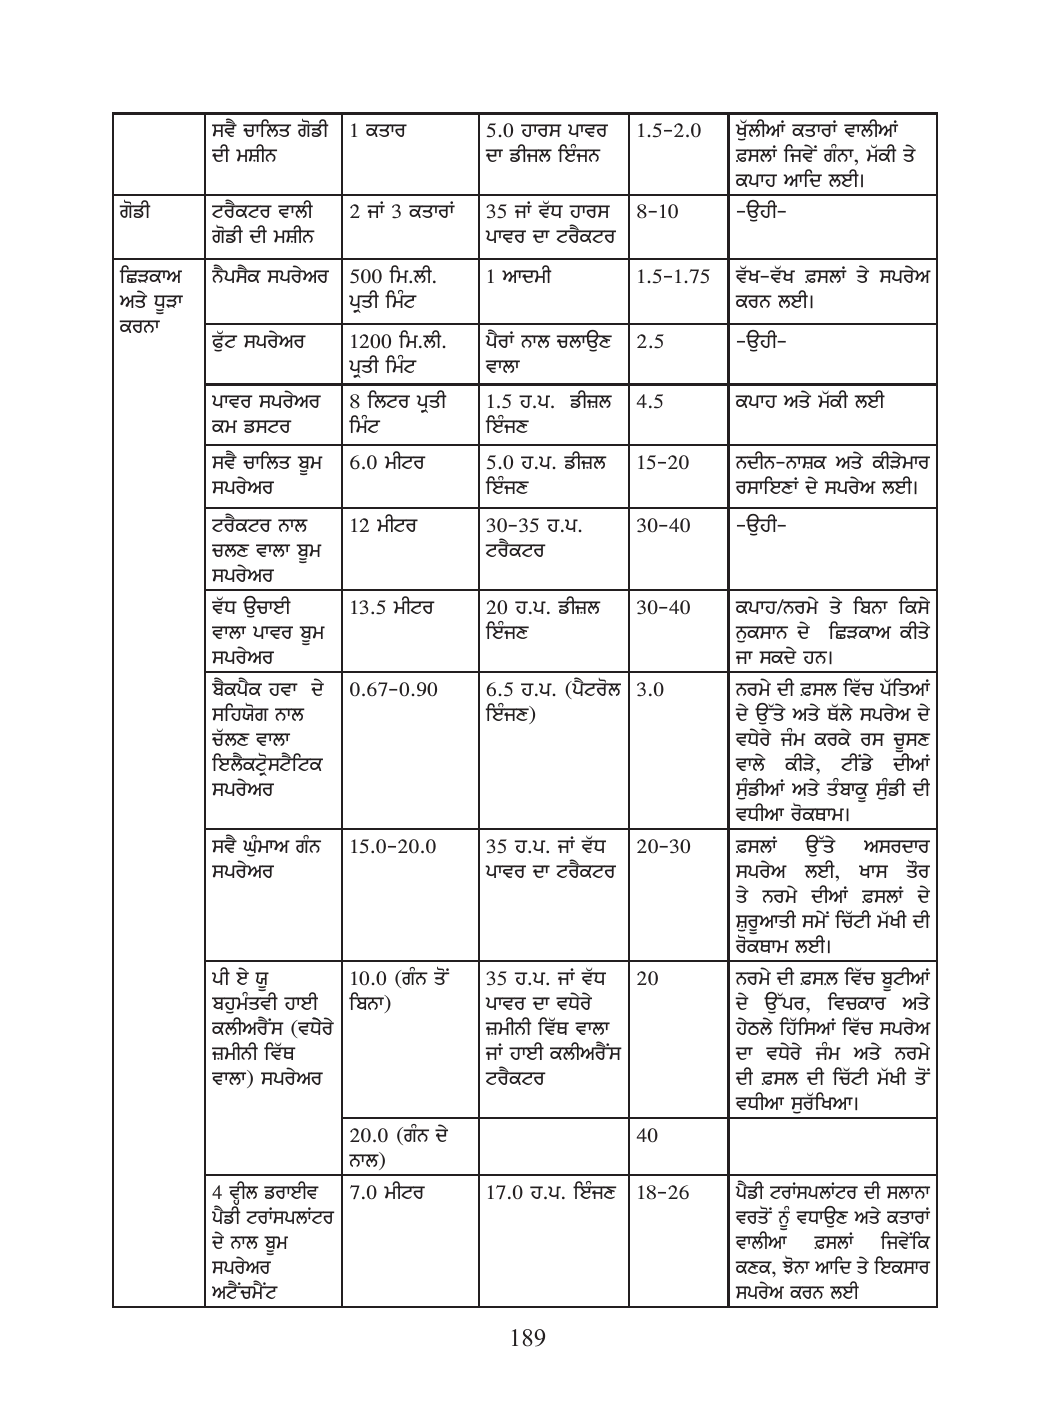 ਸਵੈ ਚਾਲਿਤ ਗੋਡੀ
ਦੀ ਮਸ਼ੀਨ
1 ਕਤਾਰ
5.0 ਹਾਰਸ ਪਾਵਰ
ਦਾ ਡੀਜਲ ਇੰਜਨ
1.5-2.0
ਖੁੱਲੀਆਂ ਕਤਾਰਾਂ ਵਾਲੀਆਂ
ਫ਼ਸਲਾਂ ਜਿਵੇਂ ਗੰਨਾ, ਮੱਕੀ ਤੇ
ਕਪਾਹ ਆਦਿ ਲਈ।
ਗੋਡੀ
ਟਰੈਕਟਰ ਵਾਲੀ
ਗੋਡੀ ਦੀ ਮਸ਼ੀਨ
2 ਜਾਂ 3 ਕਤਾਰਾਂ
35 ਜਾਂ ਵੱਧ ਹਾਰਸ
ਪਾਵਰ ਦਾ ਟਰੈਕਟਰ
8-10
-ਉਹੀ-
ਛਿੜਕਾਅ
ਅਤੇ ਧੂੜਾ
ਕਰਨਾ
ਨੈਪਸੈਕ ਸਪਰੇਅਰ
500 ਮਿ.ਲੀ.
ਪ੍ਰਤੀ ਮਿੰਟ
1 ਆਦਮੀ
1.5-1.75
ਵੱਖ-ਵੱਖ ਫ਼ਸਲਾਂ ਤੇ ਸਪਰੇਅ
ਕਰਨ ਲਈ।
ਫੁੱਟ ਸਪਰੇਅਰ
1200 ਮਿ.ਲੀ.
ਪ੍ਰਤੀ ਮਿੰਟ
ਪੈਰਾਂ ਨਾਲ ਚਲਾਉਣ
ਵਾਲਾ
2.5
-ਉਹੀ-
ਪਾਵਰ ਸਪਰੇਅਰ
ਕਮ ਡਸਟਰ
8 ਲਿਟਰ ਪ੍ਰਤੀ
ਮਿੰਟ
1.5 ਹ.ਪ. ਡੀਜ਼ਲ
ਇੰਜਣ
4.5
ਕਪਾਹ ਅਤੇ ਮੱਕੀ ਲਈ
ਸਵੈ ਚਾਲਿਤ ਬੂਮ
ਸਪਰੇਅਰ
6.0 ਮੀਟਰ
5.0 ਹ.ਪ. ਡੀਜ਼ਲ
ਇੰਜਣ
15-20
ਨਦੀਨ-ਨਾਸ਼ਕ ਅਤੇ ਕੀੜੇਮਾਰ
ਰਸਾਇਣਾਂ ਦੇ ਸਪਰੇਅ ਲਈ।
ਟਰੈਕਟਰ ਨਾਲ
ਚਲਣ ਵਾਲਾ ਬੂਮ
ਸਪਰੇਅਰ
12 ਮੀਟਰ
30-35 ਹ.ਪ.
ਟਰੈਕਟਰ
30-40
-ਉਹੀ-
ਵੱਧ ਉਚਾਈ
ਵਾਲਾ ਪਾਵਰ ਬੂਮ
ਸਪਰੇਅਰ
13.5 ਮੀਟਰ
20 ਹ.ਪ. ਡੀਜ਼ਲ
ਇੰਜਣ
30-40
ਕਪਾਹ/ਨਰਮੇ ਤੇ ਬਿਨਾ ਕਿਸੇ
ਨੁਕਸਾਨ ਦੇ ਛਿੜਕਾਅ ਕੀਤੇ
ਜਾ ਸਕਦੇ ਹਨ।
ਬੈਕਪੈਕ ਹਵਾ ਦੇ
ਸਹਿਯੋਗ ਨਾਲ
ਚੱਲਣ ਵਾਲਾ
ਇਲੈਕਟ੍ਰੋਸਟੈਟਿਕ
ਸਪਰੇਅਰ
0.67-0.90
6.5 ਹ.ਪ. (ਪੈਟਰੋਲ
ਇੰਜਣ)
3.0
ਨਰਮੇ ਦੀ ਫ਼ਸਲ ਵਿੱਚ ਪੱਤਿਆਂ
ਦੇ ਉੱਤੇ ਅਤੇ ਥੱਲੇ ਸਪਰੇਅ ਦੇ
ਵਧੇਰੇ ਜੰਮ ਕਰਕੇ ਰਸ ਚੂਸਣ
ਵਾਲੇ ਕੀੜੇ, ਟੀਂਡੇ ਦੀਆਂ
ਸੁੰਡੀਆਂ ਅਤੇ ਤੰਬਾਕੂ ਸੁੰਡੀ ਦੀ
ਵਧੀਆ ਰੋਕਥਾਮ।
ਸਵੈ ਘੁੰਮਾਅ ਗੰਨ
ਸਪਰੇਅਰ
15.0-20.0
35 ਹ.ਪ. ਜਾਂ ਵੱਧ
ਪਾਵਰ ਦਾ ਟਰੈਕਟਰ
20-30
ਫ਼ਸਲਾਂ ਉੱਤੇ ਅਸਰਦਾਰ
ਸਪਰੇਅ ਲਈ, ਖਾਸ ਤੌਰ
ਤੇ ਨਰਮੇ ਦੀਆਂ ਫ਼ਸਲਾਂ ਦੇ
ਸ਼ੁਰੂਆਤੀ ਸਮੇਂ ਚਿੱਟੀ ਮੱਖੀ ਦੀ
ਰੋਕਥਾਮ ਲਈ।
ਪੀ ਏ ਯੂ
ਬਹੁਮੰਤਵੀ ਹਾਈ
ਕਲੀਅਰੈਂਸ (ਵਧੇਰੇ
ਜ਼ਮੀਨੀ ਵਿੱਥ
ਵਾਲਾ) ਸਪਰੇਅਰ
10.0 (ਗੰਨ ਤੋਂ
ਬਿਨਾ)
35 ਹ.ਪ. ਜਾਂ ਵੱਧ
ਪਾਵਰ ਦਾ ਵਧੇਰੇ
ਜ਼ਮੀਨੀ ਵਿੱਥ ਵਾਲਾ
ਜਾਂ ਹਾਈ ਕਲੀਅਰੈਂਸ
ਟਰੈਕਟਰ
20
ਨਰਮੇ ਦੀ ਫ਼ਸਲ਼ ਵਿੱਚ ਬੂਟੀਆਂ
ਦੇ ਉੱਪਰ, ਵਿਚਕਾਰ ਅਤੇ
ਹੇਠਲੇ ਹਿੱਸਿਆਂ ਵਿੱਚ ਸਪਰੇਅ
ਦਾ ਵਧੇਰੇ ਜੰਮ ਅਤੇ ਨਰਮੇ
ਦੀ ਫ਼ਸਲ ਦੀ ਚਿੱਟੀ ਮੱਖੀ ਤੋਂ
ਵਧੀਆ ਸੁਰੱਖਿਆ।
20.0 (ਗੰਨ ਦੇ
ਨਾਲ)
40
4 ਵ੍ਹੀਲ ਡਰਾਈਵ
ਪੈਡੀ ਟਰਾਂਸਪਲਾਂਟਰ
ਦੇ ਨਾਲ ਬੂਮ
ਸਪਰੇਅਰ
ਅਟੈਂਚਮੈਂਟ
7.0 ਮੀਟਰ
17.0 ਹ.ਪ. ਇੰਜਣ
18-26
ਪੈਡੀ ਟਰਾਂਸਪਲਾਂਟਰ ਦੀ ਸਲਾਨਾ
ਵਰਤੋਂ ਨੂੰ ਵਧਾਉਣ ਅਤੇ ਕਤਾਰਾਂ
ਵਾਲੀਆ ਫ਼ਸਲਾਂ ਜਿਵੇਂਕਿ
ਕਣਕ, ਝੋਨਾ ਆਦਿ ਤੇ ਇਕਸਾਰ
ਸਪਰੇਅ ਕਰਨ ਲਈ
189